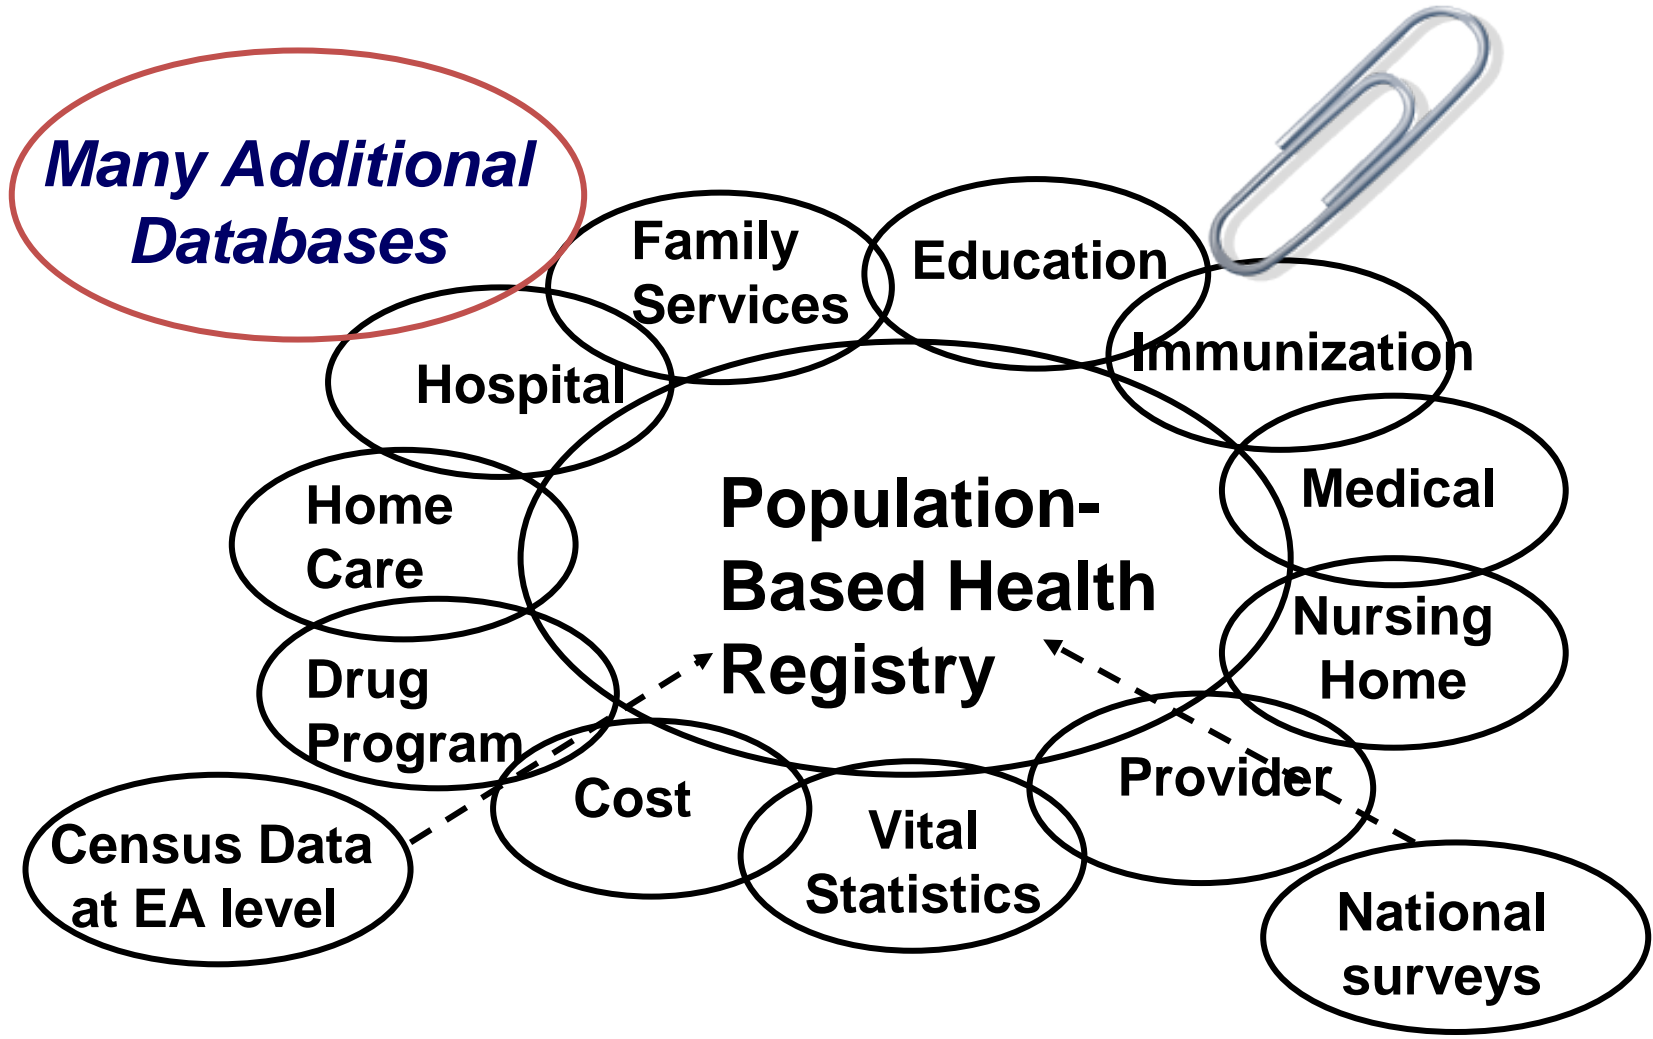 Many Additional
Databases
Family
Services
Education
Immunization
Hospital
Medical
Home
Care
Population-
Based Health
Registry
Nursing
Home
Drug
Program
Cost
Provider
Vital
Statistics
Census Data
at EA level
National
surveys